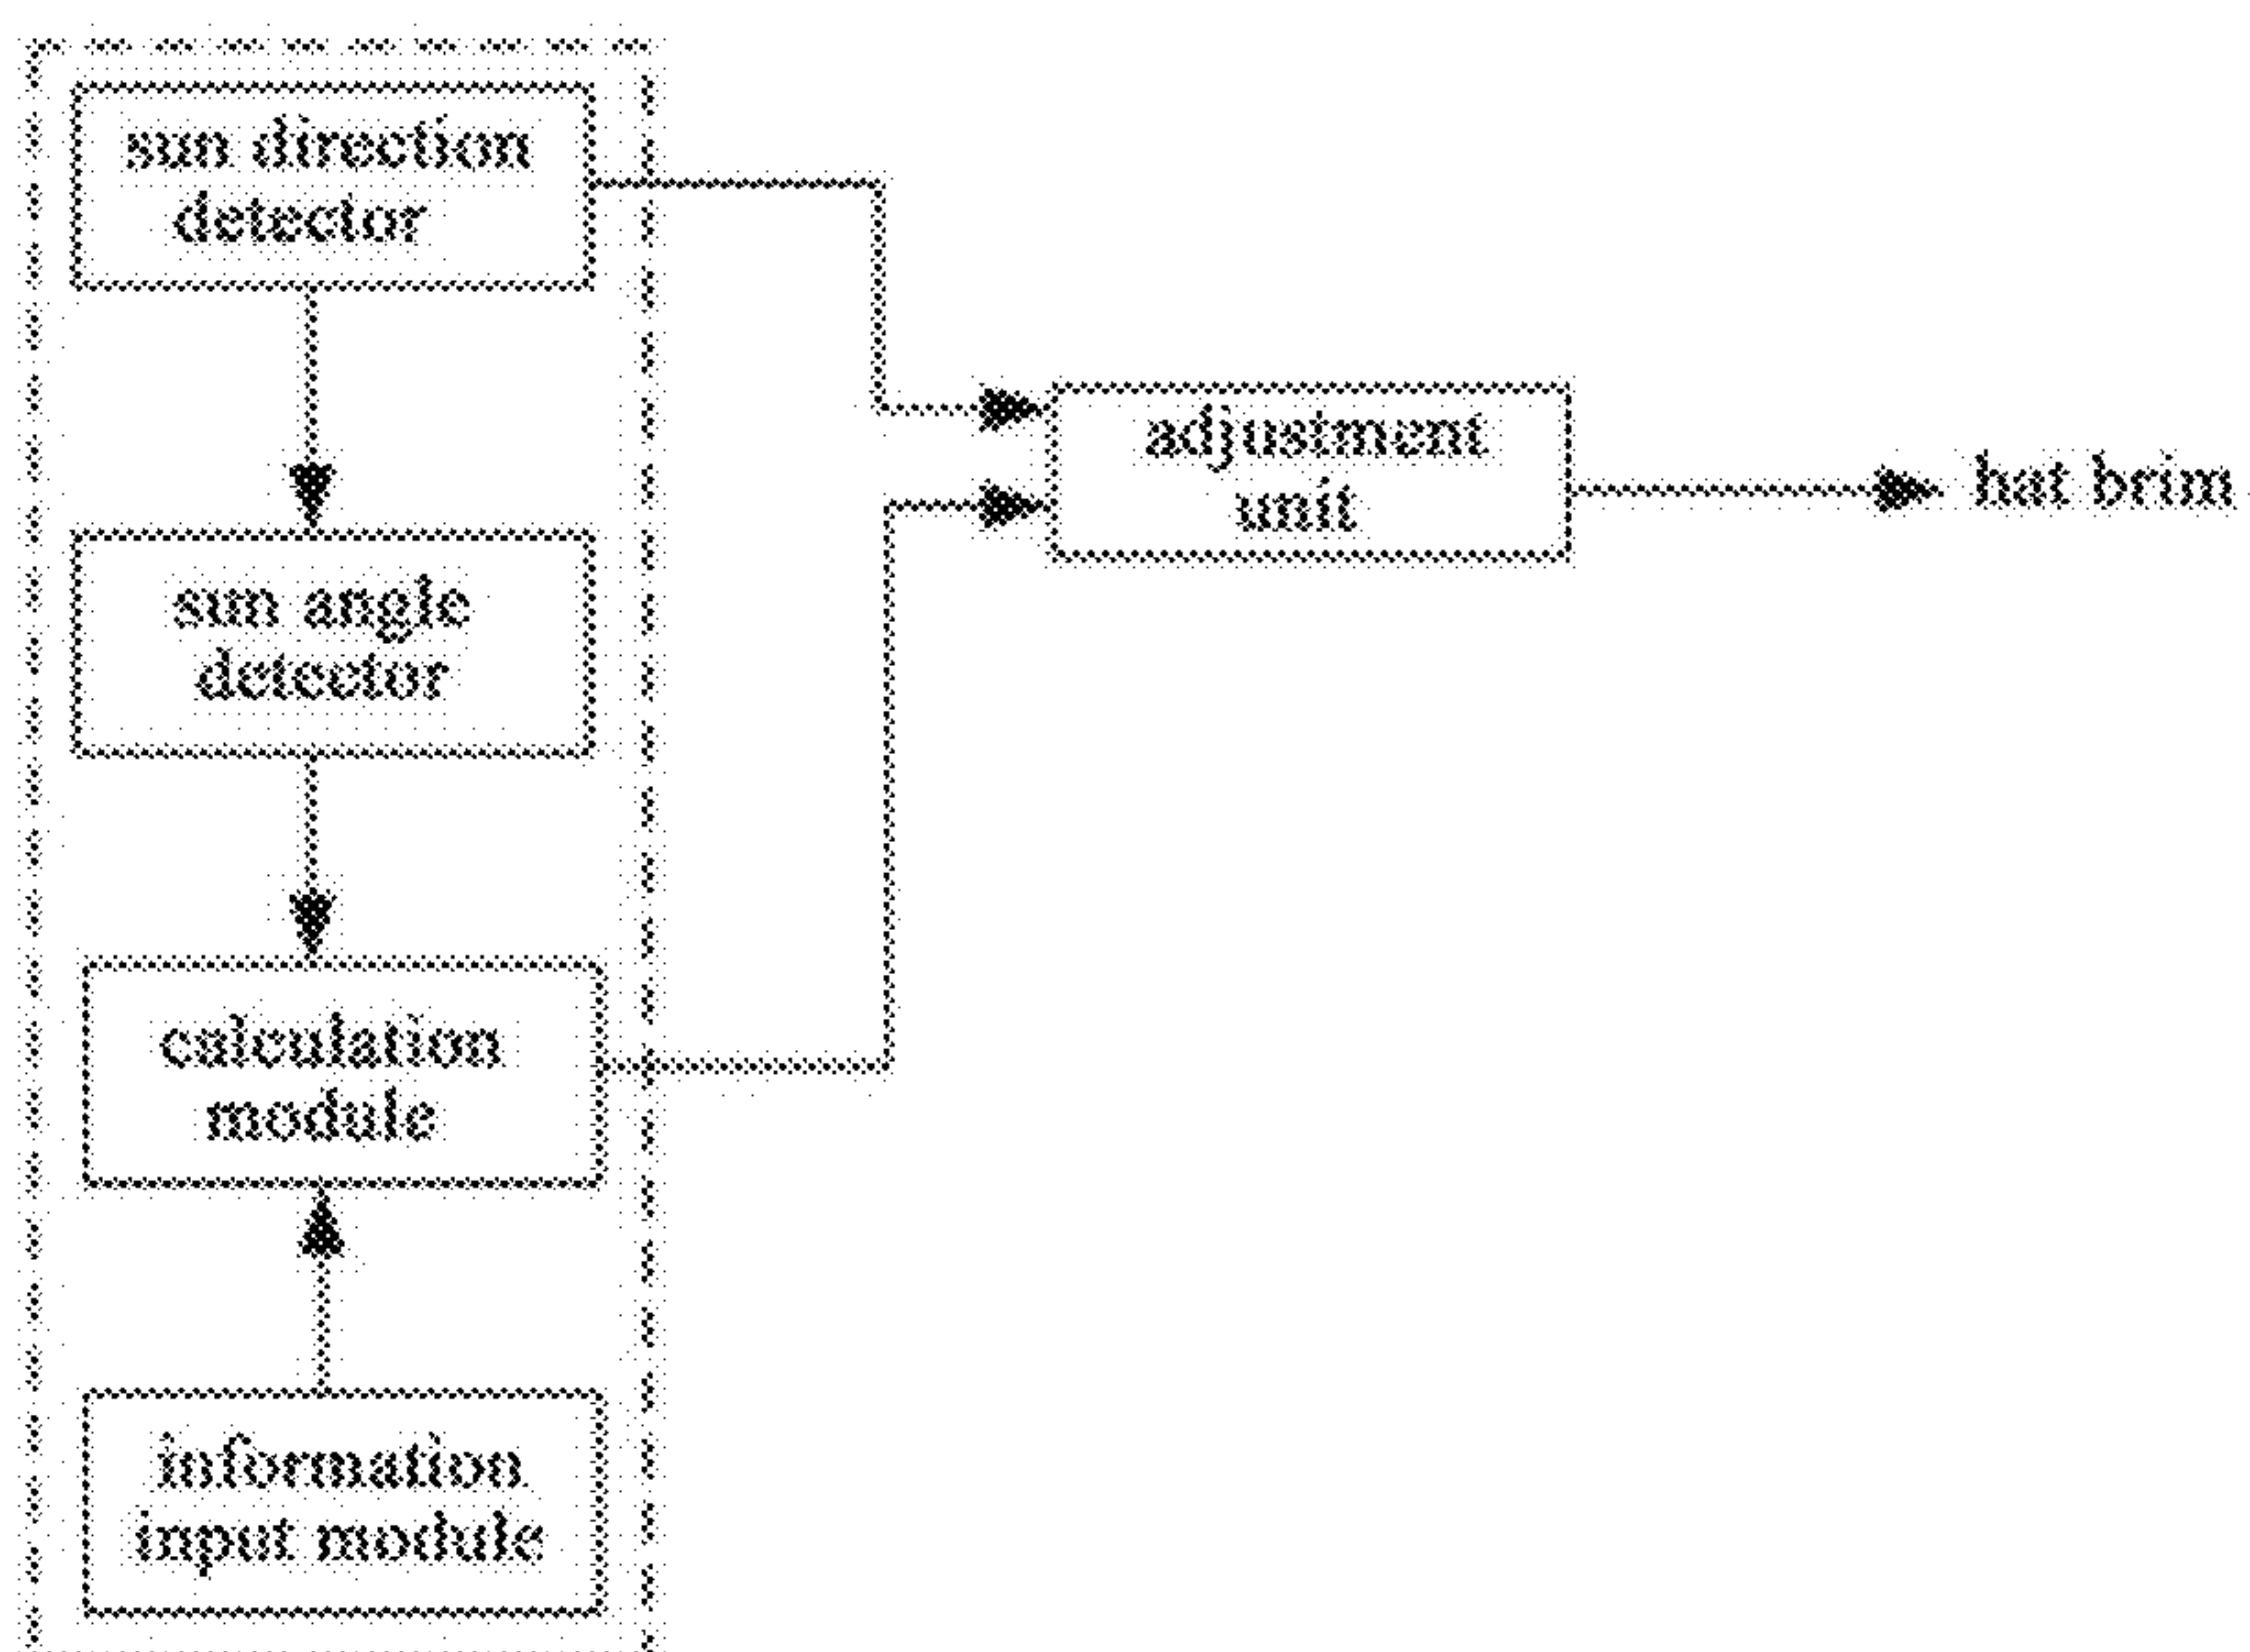 sun direction
detector
sun angle
detector
calculation
module
information
input module
adjustment
unit
hat brim